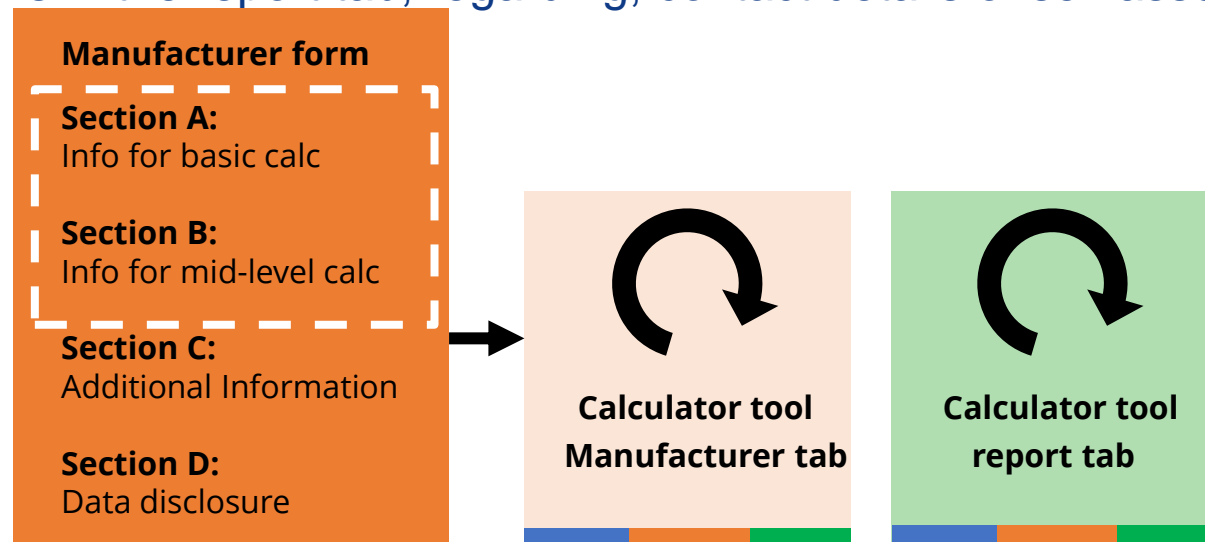 Manufacturer form
Section A:
Info for basic calc
Section B:
Info for mid-level calc
Section C:
Additional Information
Section D:
Data disclosure
Calculator tool
Manufacturer tab
Calculator tool
report tab